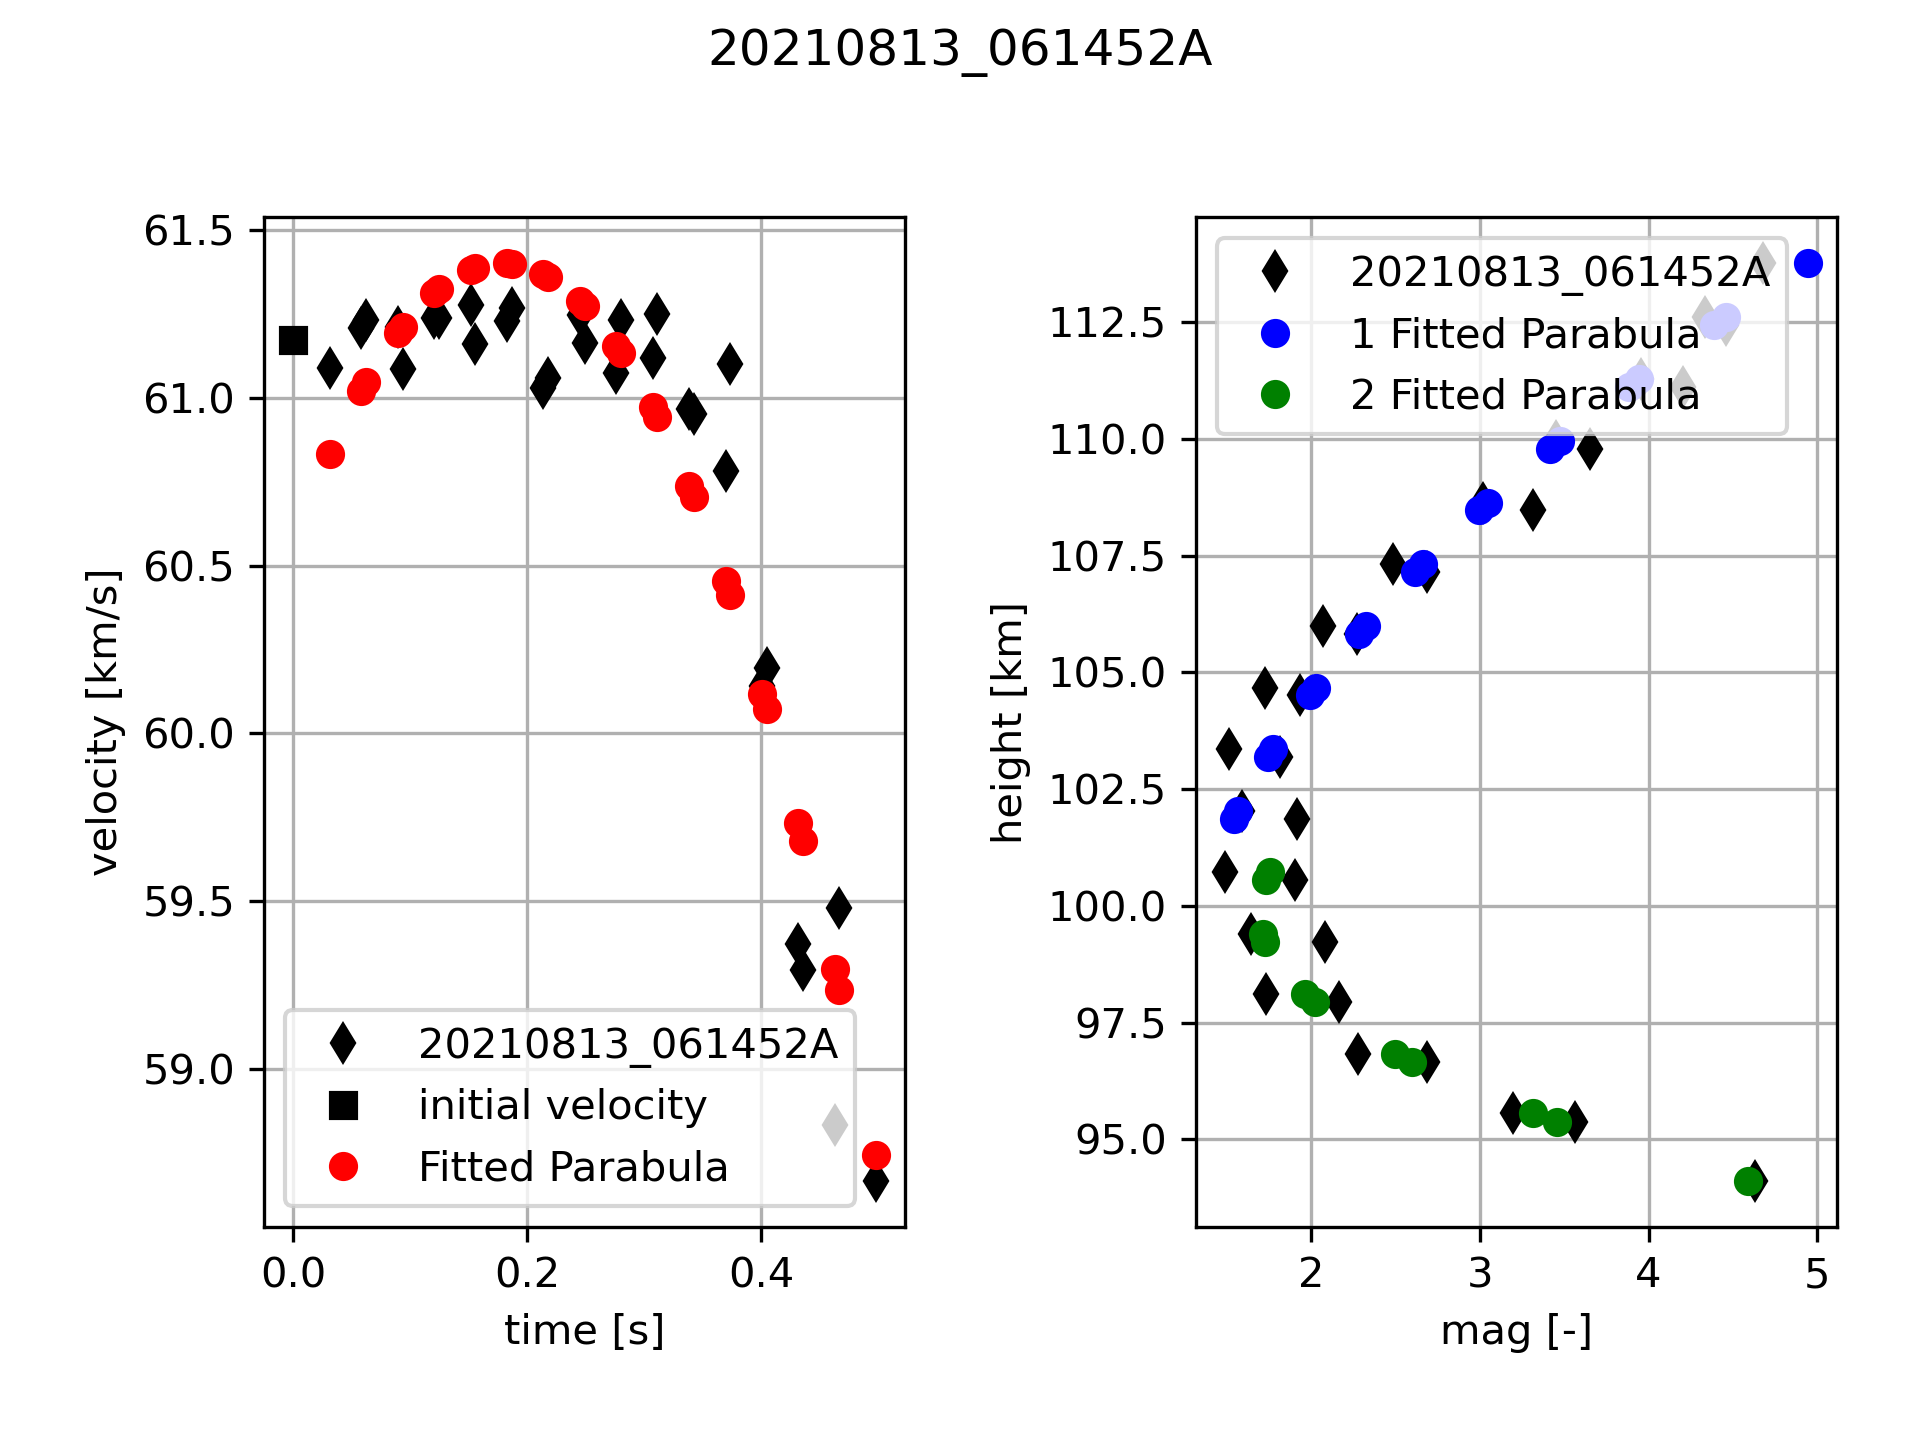 20210813_061452A
61.5
61.0
60.5
60.0
59.5
59.0
velocity [km/s]
20210813_061452A
initial velocity
Fitted Parabula
0.0 0.2 0.4
time [s]
112.5
110.0
107.5
105.0
102.5
100.0
97.5
95.0
height [km]
20210813_061452A
1 Fitted Parabula
2 Fitted Parabula
2 3 4 5
mag [-]